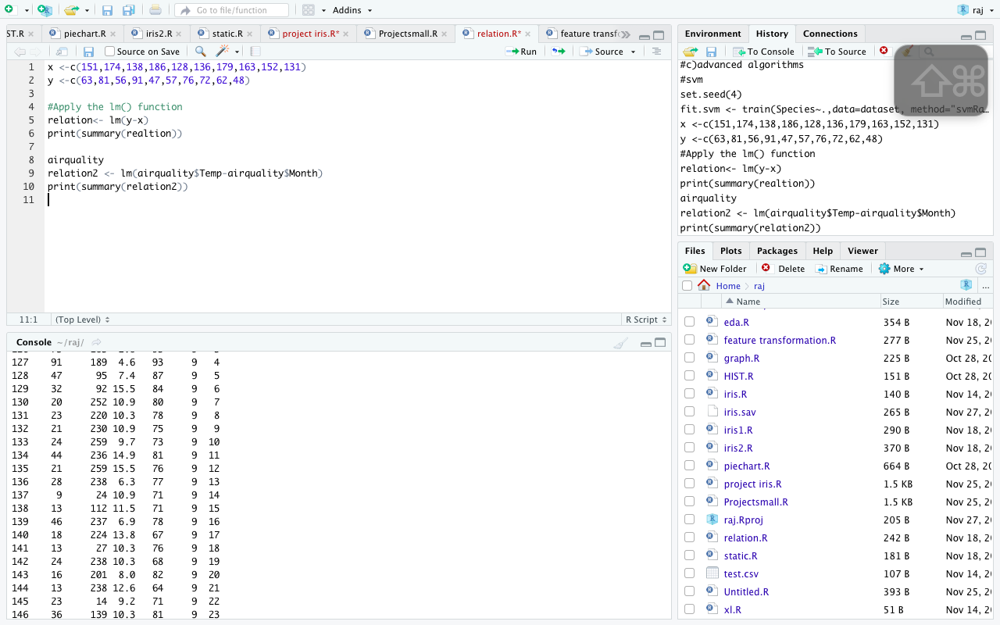 Go to file/function
Addins
raj
ST.R
piechart.R
iris2.R
static.R
project iris.R*
Projectsmall.R
relation.R*
feature transf
Source on Save
Run
Source
1 x <-c(151,174,138,186,128,136,179,163,152,131)
2 y <-c(63,81,56,91,47,57,76,72,62,48)
3
4 #Apply the lm() function
5 relation<- lm(y-x)
6 print(summary(realtion))
7
8 airquality
9 relation2 <- lm(airquality$Temp-airquality$Month)
10 print(summary(relation2))
11
11:1 (Top Level) R Script
Console ~/raj/
127 91 189 4.6 93 9 4
128 47 95 7.4 87 9 5
129 32 92 15.5 84 9 6
130 20 252 10.9 80 9 7
131 23 220 10.3 78 9 8
132 21 230 10.9 75 9 9
133 24 259 9.7 73 9 10
134 44 236 14.9 81 9 11
135 21 259 15.5 76 9 12
136 28 238 6.3 77 9 13
137 9 24 10.9 71 9 14
138 13 112 11.5 71 9 15
139 46 237 6.9 78 9 16
140 18 224 13.8 67 9 17
141 13 27 10.3 76 9 18
142 24 238 10.3 68 9 19
143 16 201 8.0 82 9 20
144 13 238 12.6 64 9 21
145 23 14 9.2 71 9 22
146 36 139 10.3 81 9 23
Environment History Connections
To Console To Source
#c)advanced algorithms
#svm
set.seed(4)
fit.svm <- train(Species~.,data=dataset, method="svmRa…
x <-c(151,174,138,186,128,136,179,163,152,131)
y <-c(63,81,56,91,47,57,76,72,62,48)
#Apply the lm() function
relation<- lm(y-x)
print(summary(realtion))
airquality
relation2 <- lm(airquality$Temp-airquality$Month)
print(summary(relation2))
Files Plots Packages Help Viewer
New Folder Delete Rename More
Home raj ...
Name Size Modified
eda.R 354 B Nov 18, 2
feature transformation.R 277 B Nov 25, 2
graph.R 225 B Oct 28, 20
HIST.R 151 B Oct 28, 20
iris.R 140 B Nov 14, 2
iris.sav 265 B Nov 27, 2
iris1.R 290 B Nov 18, 2
iris2.R 370 B Nov 18, 2
piechart.R 664 B Oct 28, 20
project iris.R 1.5 KB Nov 25, 2
Projectsmall.R 1.5 KB Nov 25, 2
raj.Rproj 205 B Nov 27, 2
relation.R 242 B Nov 18, 2
static.R 181 B Nov 18, 2
test.csv 107 B Nov 14, 2
Untitled.R 393 B Nov 25, 2
xl.R 51 B Nov 14, 2